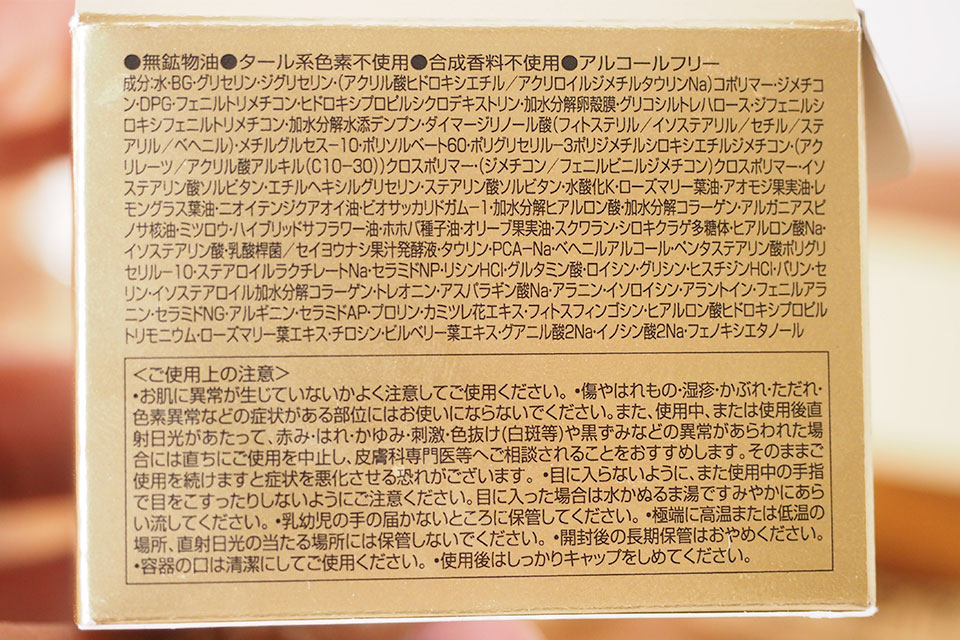 ●無鉱物油●タール系色素不使用●合成香料不使用●アルコールフリー
成分:水・BG・グリセリン・ジグリセリン・(アクリル酸ヒドロキシエチル/アクリロイルジメチルタウリンNa)コポリマー・ジメチコ
ン・DPG・フェニルトリメチコン・ヒドロキシプロピルシクロデキストリン・加水分解卵殻膜・グリコシルトレハロース・ジフェニルシ
ロキシフェニルトリメチコン・加水分解水添デンプン・ダイマージリノール酸(フィトステリル/イソステアリル/セチル/ステ
アリル/ベヘニル)・メチルグルセス-10・ポリソルベート60・ポリグリセリル-3ポリジメチルシロキシエチルジメチコン・(アク
リレーツ/アクリル酸アルキル(C10-30))クロスポリマー・(ジメチコン/フェニルビニルジメチコン)クロスポリマー・イソ
ステアリン酸ソルビタン・エチルヘキシルグリセリン・ステアリン酸ソルビタン・水酸化K・ローズマリー葉油・アオモジ果実油・レ
モングラス葉油・ニオイテンジクアオイ油・ビオサッカリドガム-1・加水分解ヒアルロン酸・加水分解コラーゲン・アルガニアスピ
ノサ核油・ミツロウ・ハイブリッドサフラワー油・ホホバ種子油・オリーブ果実油・スクワラン・シロキクラゲ多糖体・ヒアルロン酸Na・
イソステアリン酸・乳酸桿菌/セイヨウナシ果汁発酵液・タウリン・PCA-Na・ベヘニルアルコール・ペンタステアリン酸ポリグリ
セリル-10・ステアロイルラクチレートNa・セラミドNP・リシンHCl・グルタミン酸・ロイシン・グリシン・ヒスチジンHCl・バリン・セ
リン・イソステアロイル加水分解コラーゲン・トレオニン・アスパラギン酸Na・アラニン・イソロイシン・アラントイン・フェニルアラ
ニン・セラミドNG・アルギニン・セラミドAP・プロリン・カミツレ花エキス・フィトスフィンゴシン・ヒアルロン酸ヒドロキシプロピル
トリモニウム・ローズマリー葉エキス・チロシン・ビルベリー葉エキス・グアニル酸2Na・イノシン酸2Na・フェノキシエタノール
<ご使用上の注意>
・お肌に異常が生じていないかよく注意してご使用ください。・傷やはれもの・湿疹・かぶれ・ただれ・
色素異常などの症状がある部位にはお使いにならないでください。また、使用中、または使用後直
射日光があたって、赤み・はれ・かゆみ・刺激・色抜け(白斑等)や黒ずみなどの異常があらわれた場
合には直ちにご使用を中止し、皮膚科専門医等へご相談されることをおすすめします。そのままご
使用を続けますと症状を悪化させる恐れがございます。・目に入らないように、また使用中の手指
で目をこすったりしないようにご注意ください。目に入った場合は水かぬるま湯ですみやかにあら
い流してください。・乳幼児の手の届かないところに保管してください。・極端に高温または低温の
場所、直射日光の当たる場所には保管しないでください。・開封後の長期保管はおやめください。
・容器の口は清潔にしてご使用ください。・使用後はしっかりキャップをしめてください。